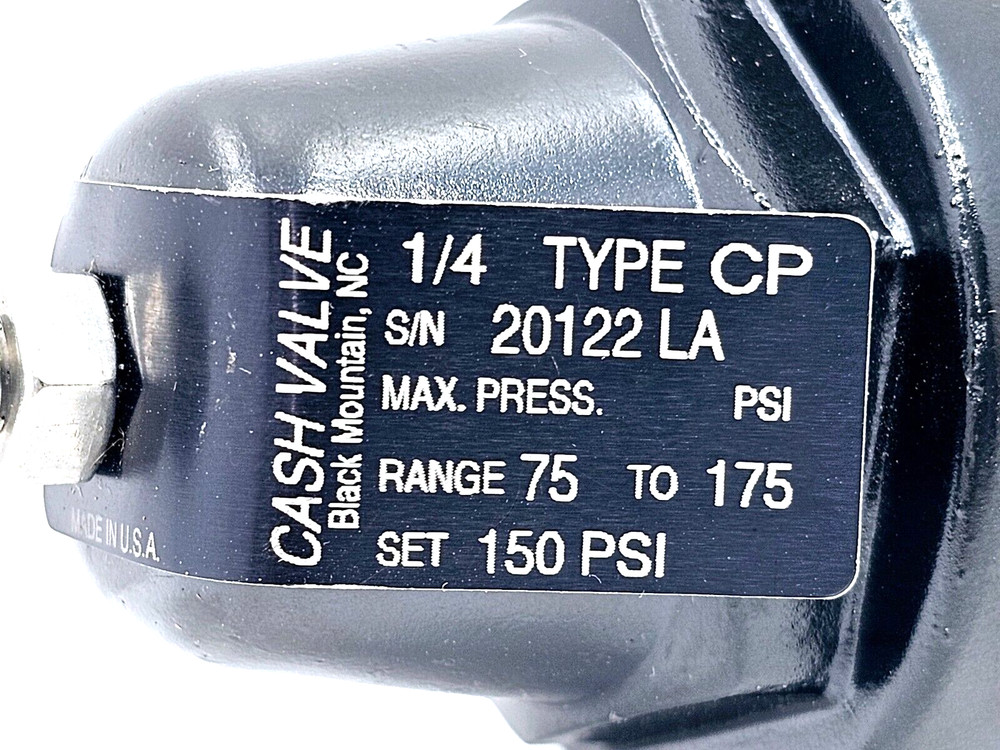 CASH VALVE
Black Mountain, NC
1/4 TYPE CP
S/N 20122 LA
MAX. PRESS. PSI
RANGE 75 TO 175
SET 150 PSI
MADE IN U.S.A.